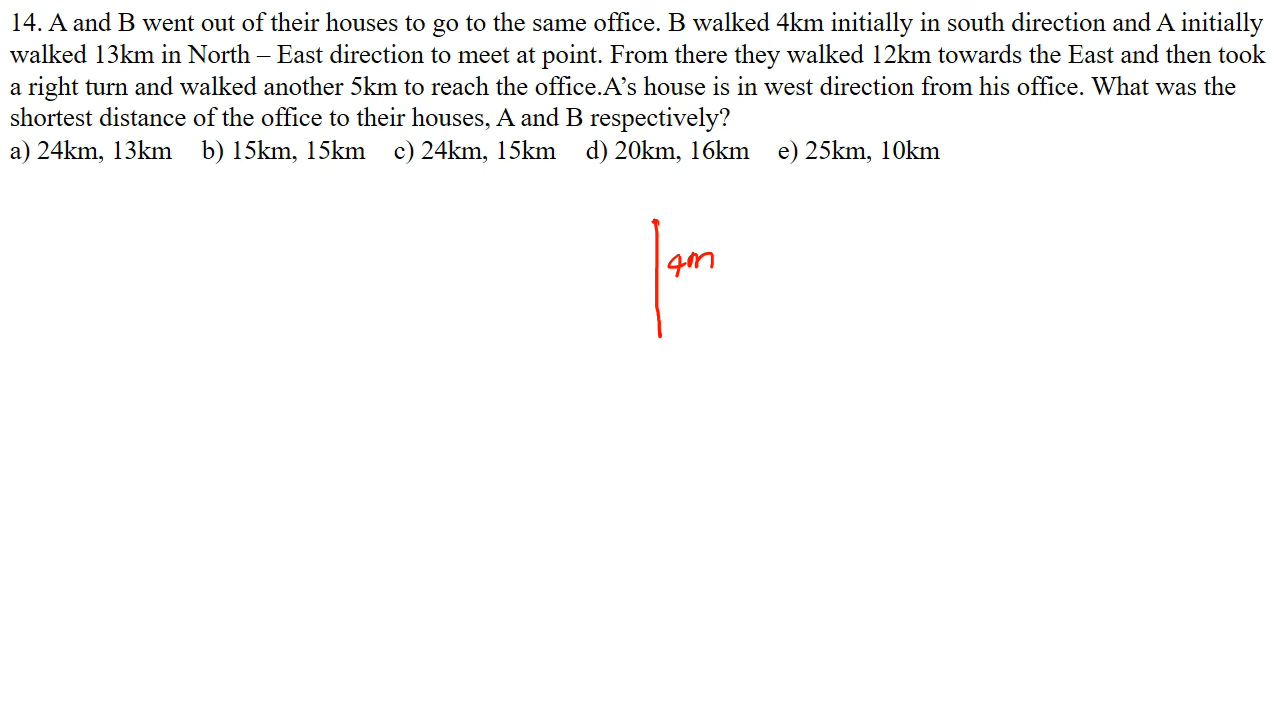 14. A and B went out of their houses to go to the same office. B walked 4km initially in south direction and A initially
walked 13km in North – East direction to meet at point. From there they walked 12km towards the East and then took
a right turn and walked another 5km to reach the office.A’s house is in west direction from his office. What was the
shortest distance of the office to their houses, A and B respectively?
a) 24km, 13km b) 15km, 15km c) 24km, 15km d) 20km, 16km e) 25km, 10km
4m